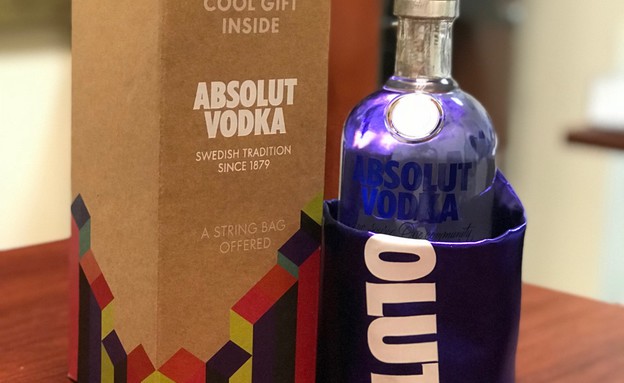 COOL GIFT
INSIDE
ABSOLUT
VODKA
SWEDISH TRADITION
SINCE 1879
A STRING BAG
OFFERED
ABSOLUT
VODKA
OLUT